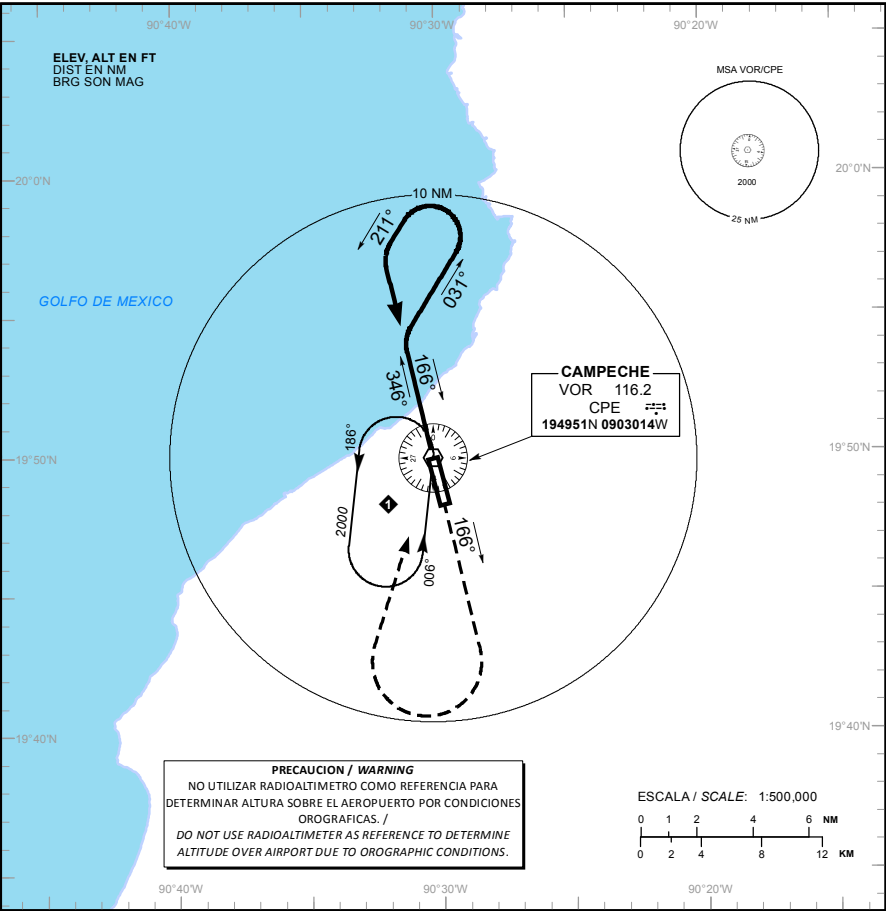 90°40'W
90°30'W
90°20'W
ELEV, ALT EN FT
DIST EN NM
BRG SON MAG
MSA VOR/CPE
2000
25 NM
20°0'N
20°0'N
10 NM
211°
031°
GOLFO DE MEXICO
166°
346°
CAMPECHE
VOR 116.2
CPE
194951N 0903014W
186°
19°50'N
19°50'N
27
9
1
2000
166°
006°
19°40'N
19°40'N
PRECAUCION / WARNING
NO UTILIZAR RADIOALTIMETRO COMO REFERENCIA PARA
DETERMINAR ALTURA SOBRE EL AEROPUERTO POR CONDICIONES
OROGRAFICAS. /
DO NOT USE RADIOALTIMETER AS REFERENCE TO DETERMINE
ALTITUDE OVER AIRPORT DUE TO OROGRAPHIC CONDITIONS.
ESCALA / SCALE: 1:500,000
0 1 2 4 6 NM
0 2 4 8 12 KM
90°40'W
90°30'W
90°20'W